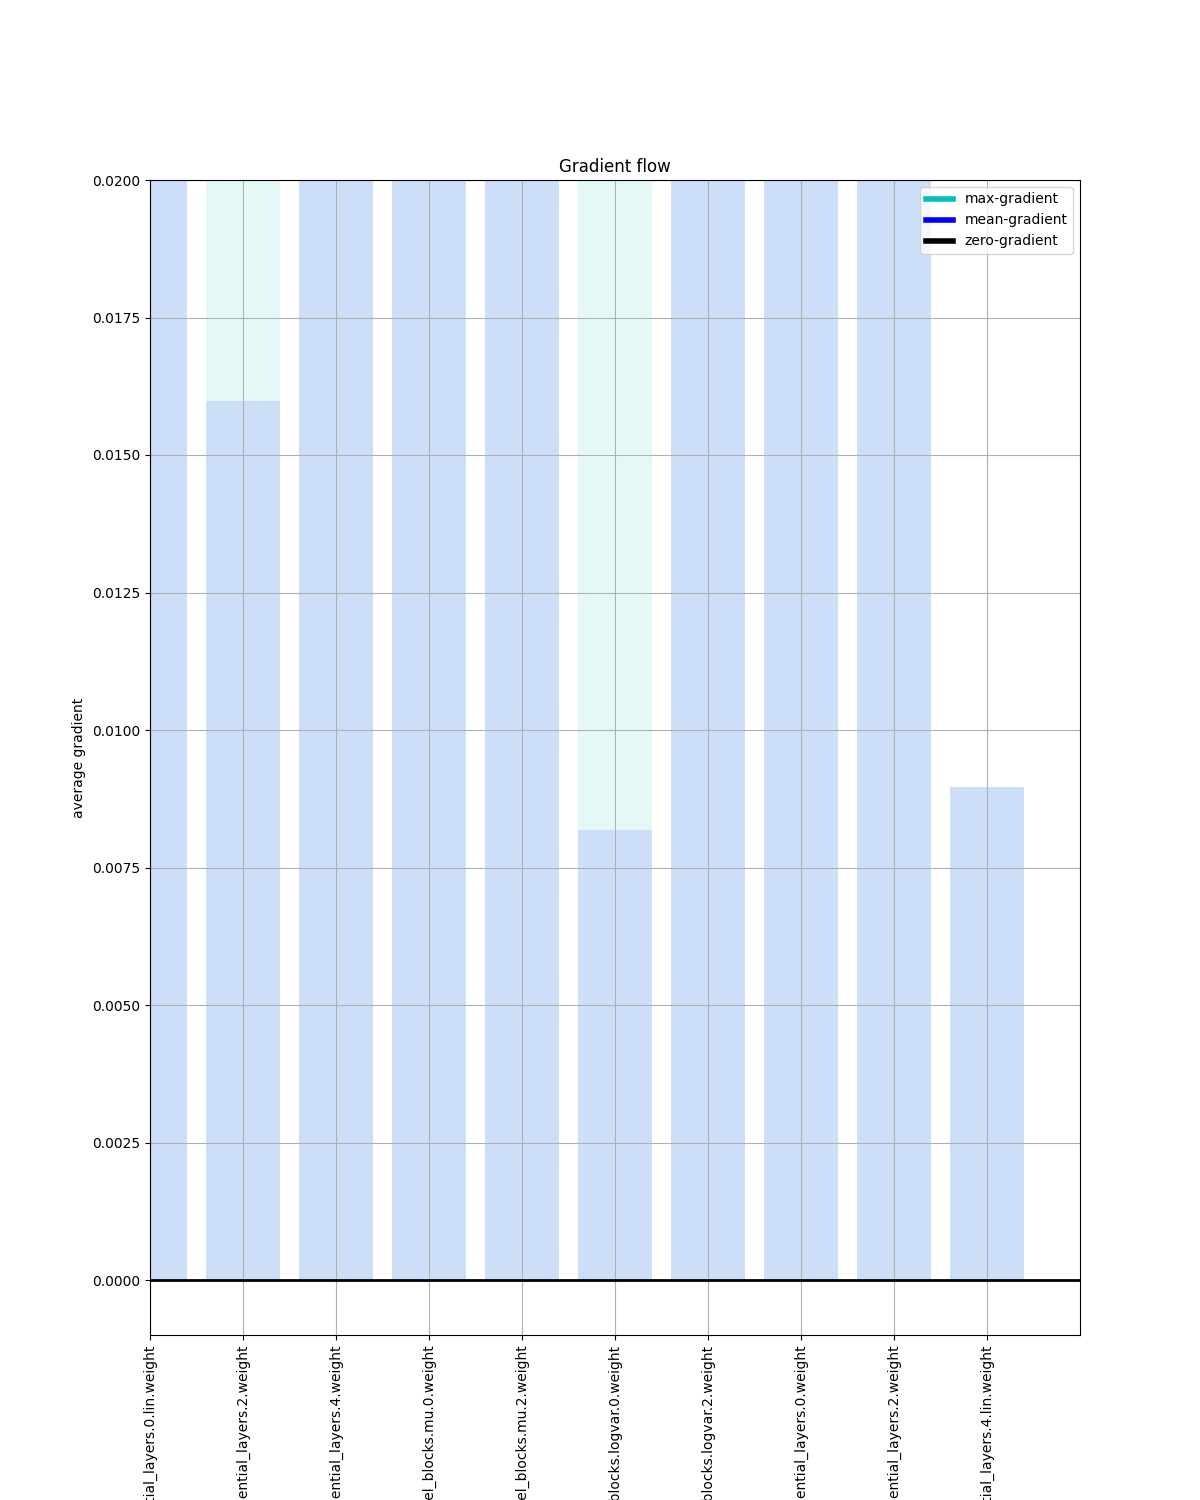 Gradient flow
0.0200
0.0175
0.0150
0.0125
0.0100
0.0075
0.0050
0.0025
0.0000
average gradient
max-gradient
mean-gradient
zero-gradient
tial_layers.0.lin.weight
ential_layers.2.weight
ential_layers.4.weight
el_blocks.mu.0.weight
el_blocks.mu.2.weight
blocks.logvar.0.weight
blocks.logvar.2.weight
ential_layers.0.weight
ential_layers.2.weight
tial_layers.4.lin.weight